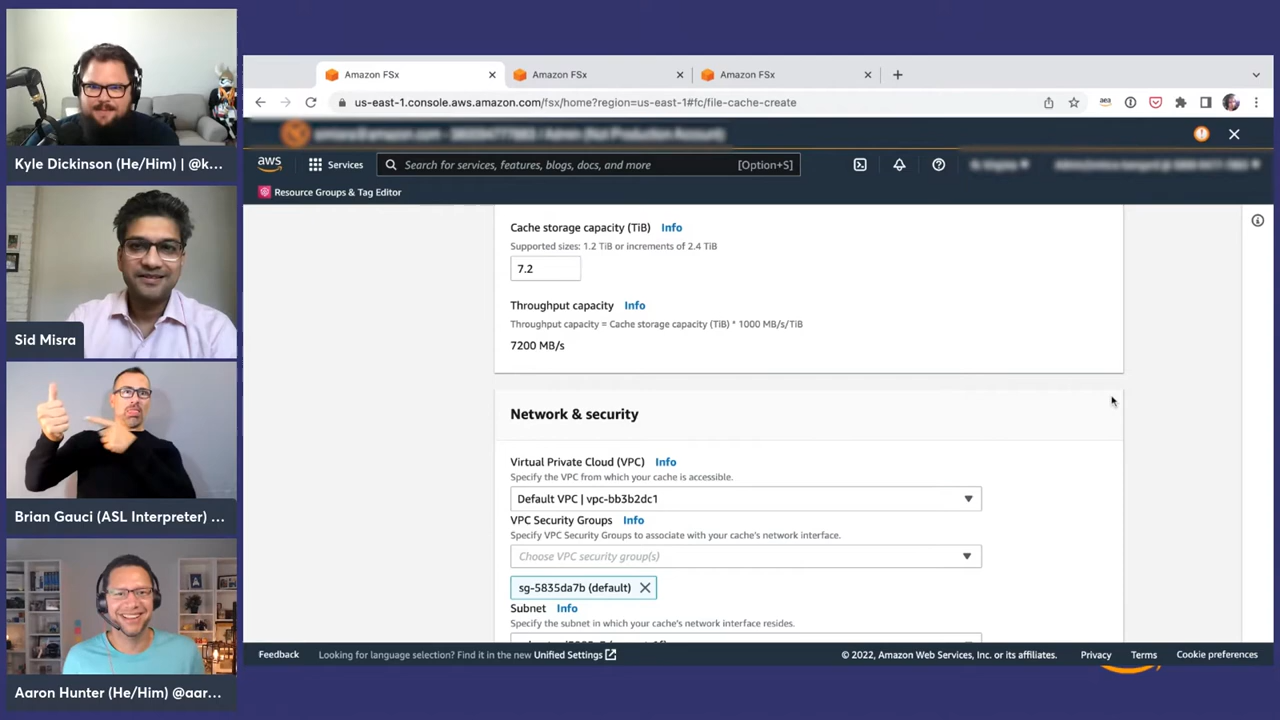 Kyle Dickinson (He/Him) | @k...
Sid Misra
Brian Gauci (ASL Interpreter) ...
Aaron Hunter (He/Him) @aar...
Amazon FSx
Amazon FSx
Amazon FSx
us-east-1.console.aws.amazon.com/fsx/home?region=us-east-1#fc/file-cache-create
aws
Services
Search for services, features, blogs, docs, and more
[Option+S]
Resource Groups & Tag Editor
Cache storage capacity (TiB) Info
Supported sizes: 1.2 TiB or increments of 2.4 TiB
7.2
Throughput capacity Info
Throughput capacity = Cache storage capacity (TiB) * 1000 MB/s/TiB
7200 MB/s
Network & security
Virtual Private Cloud (VPC) Info
Specify the VPC from which your cache is accessible.
Default VPC | vpc-bb3b2dc1
VPC Security Groups Info
Specify VPC Security Groups to associate with your cache's network interface.
Choose VPC security group(s)
sg-5835da7b (default)
Subnet Info
Specify the subnet in which your cache's network interface resides.
Feedback
Looking for language selection? Find it in the new Unified Settings
© 2022, Amazon Web Services, Inc. or its affiliates.
Privacy
Terms
Cookie preferences